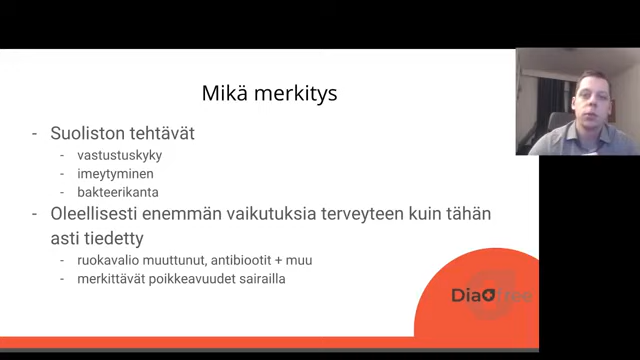 Mikä merkitys
- Suoliston tehtävät
- vastustuskyky
- imeytyminen
- bakteerikanta
- Oleellisesti enemmän vaikutuksia terveyteen kuin tähän
asti tiedetty
- ruokavalio muuttunut, antibiootit + muu
- merkittävät poikkeavuudet sairailla
Diaofree